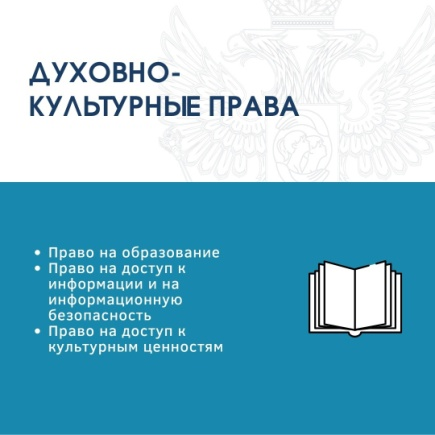 ДУХОВНО-
КУЛЬТУРНЫЕ ПРАВА
• Право на образование
• Право на доступ к
информации и на
информационную
безопасность
• Право на доступ к
культурным ценностям